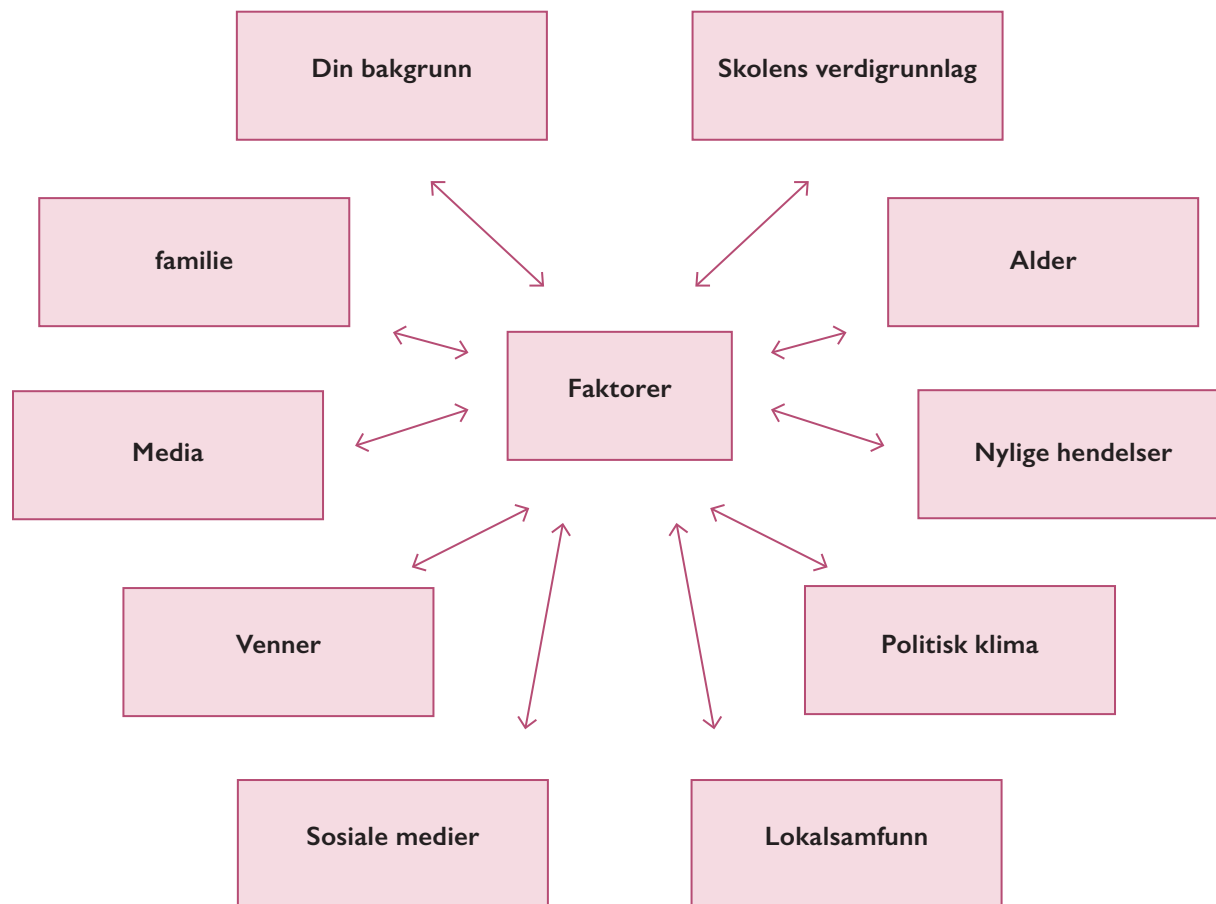 Din bakgrunn
Skolens verdigrunnlag
familie
Alder
Faktorer
Media
Nylige hendelser
Venner
Politisk klima
Sosiale medier
Lokalsamfunn